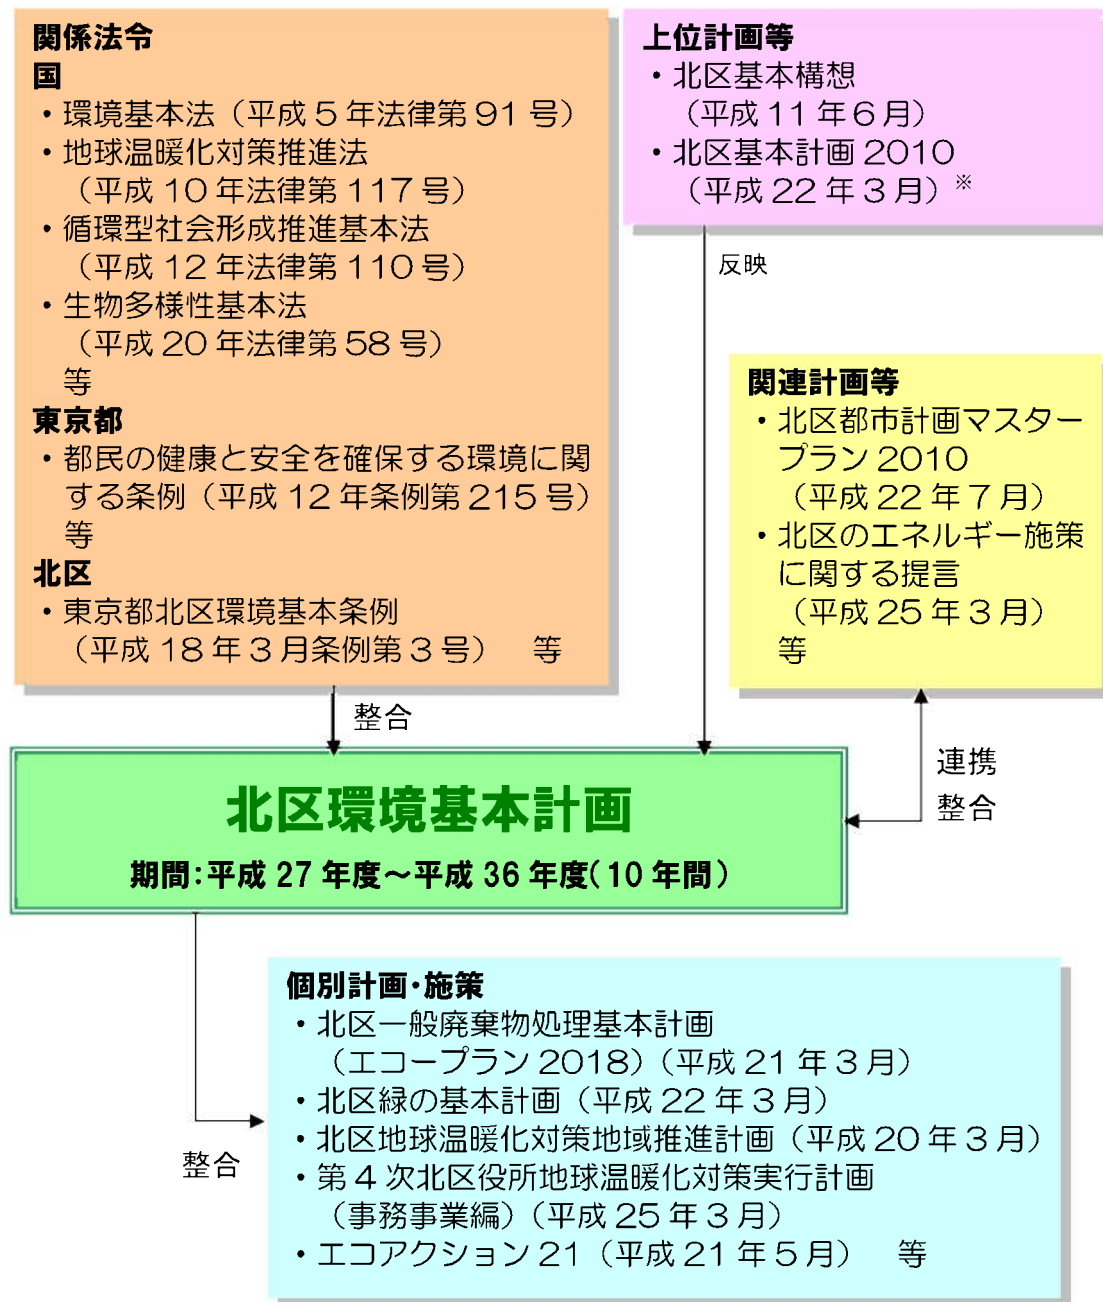 関係法令
国
・環境基本法（平成５年法律第91号）
・地球温暖化対策推進法
（平成10年法律第117号）
・循環型社会形成推進基本法
（平成12年法律第110号）
・生物多様性基本法
（平成20年法律第58号）
等
東京都
・都民の健康と安全を確保する環境に関
する条例（平成12年条例第215号）
等
北区
・東京都北区環境基本条例
（平成18年３月条例第３号）　等
上位計画等
・北区基本構想
（平成11年６月）
・北区基本計画2010
（平成22年３月）※
反映
関連計画等
・北区都市計画マスター
プラン2010
（平成22年７月）
・北区のエネルギー施策
に関する提言
（平成25年３月）
等
整合
連携
整合
北区環境基本計画
期間：平成27年度～平成36年度（10年間）
整合
個別計画・施策
・北区一般廃棄物処理基本計画
（エコープラン2018）（平成21年３月）
・北区緑の基本計画（平成22年３月）
・北区地球温暖化対策地域推進計画（平成20年３月）
・第４次北区役所地球温暖化対策実行計画
（事務事業編）（平成25年３月）
・エコアクション21（平成21年５月）　等